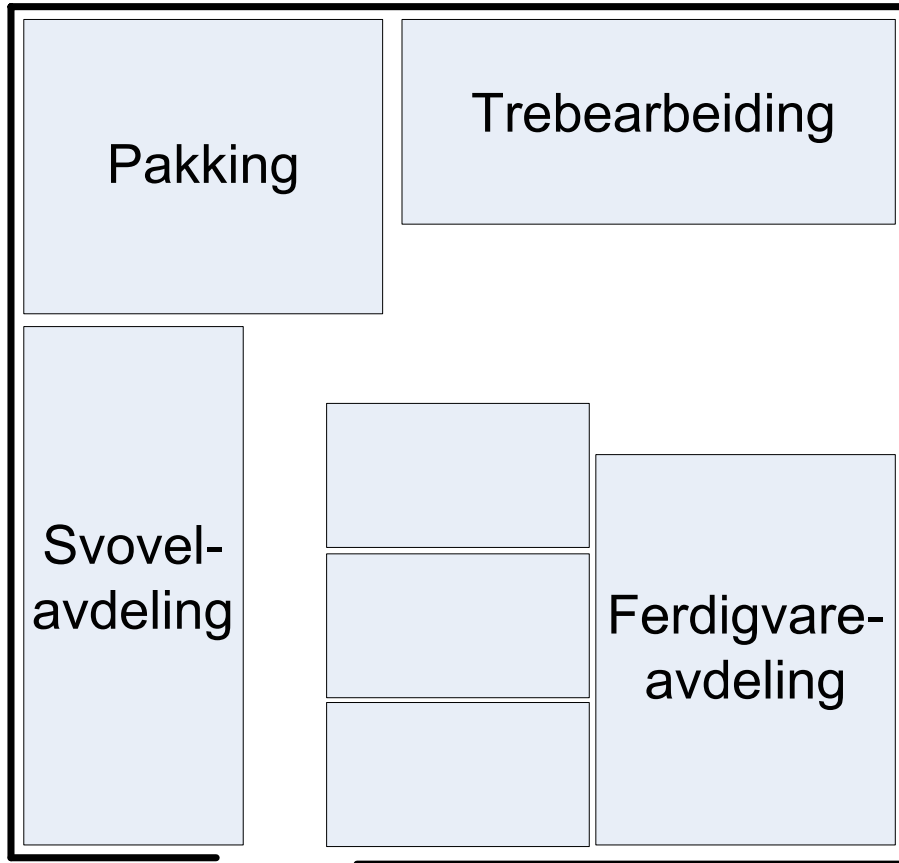 Pakking
Trebearbeiding
Svovel-
avdeling
Ferdigvare-
avdeling